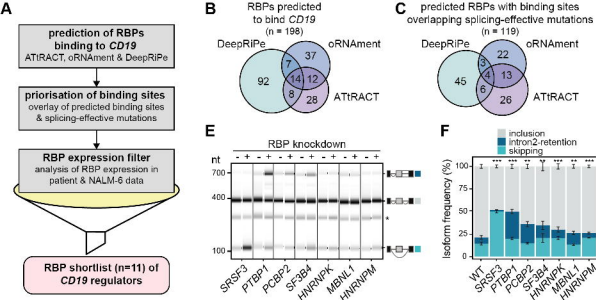 A
prediction of RBPs
binding to CD19
ATtRACT, oRNAment & DeepRiPe
priorisation of binding sites
overlay of predicted binding sites
& splicing-effective mutations
RBP expression filter
analysis of RBP expression in
patient & NALM-6 data
RBP shortlist (n=11) of
CD19 regulators
B
RBPs predicted
to bind CD19
(n = 198)
DeepRiPe
oRNAment
37
7
92
14
12
8
28
ATtRACT
C
predicted RBPs with binding sites
overlapping splicing-effective mutations
(n = 119)
DeepRiPe
oRNAment
22
3
45
4
13
6
26
ATtRACT
E
RBP knockdown
nt
- + - + - + - + - + - + - +
700
400
*
100
SRSF3
PTBP1
PCBP2
SF3B4
HNRNPK
MBNL1
HNRNPM
F
inclusion
intron2-retention
skipping
Isoform frequency (%)
100
75
50
25
0
*** *** ** ** *** ** ***
WT
SRSF3
PTBP1
PCBP2
SF3B4
HNRNPK
MBNL1
HNRNPM